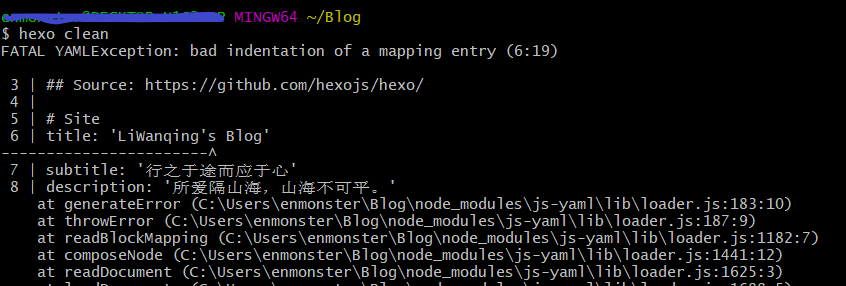 MINGW64 ~/Blog
$ hexo clean
FATAL YAMLException: bad indentation of a mapping entry (6:19)
3 | ## Source: https://github.com/hexojs/hexo/
4 |
5 | # Site
6 | title: 'LiWanqing's Blog'
-----------------------^
7 | subtitle: '行之于途而应于心'
8 | description: '所爱隔山海，山海不可平。'
at generateError (C:\Users\enmonster\Blog\node_modules\js-yaml\lib\loader.js:183:10)
at throwError (C:\Users\enmonster\Blog\node_modules\js-yaml\lib\loader.js:187:9)
at readBlockMapping (C:\Users\enmonster\Blog\node_modules\js-yaml\lib\loader.js:1182:7)
at composeNode (C:\Users\enmonster\Blog\node_modules\js-yaml\lib\loader.js:1441:12)
at readDocument (C:\Users\enmonster\Blog\node_modules\js-yaml\lib\loader.js:1625:3)